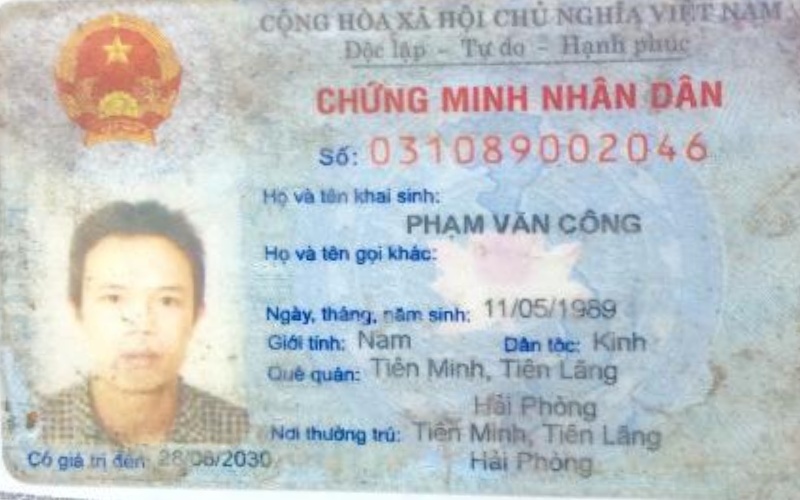 CỘNG HÒA XÃ HỘI CHỦ NGHĨA VIỆT NAM
Độc lập - Tự do - Hạnh phúc
CHỨNG MINH NHÂN DÂN
Số: 031089002046
Họ và tên khai sinh:
PHẠM VĂN CÔNG
Họ và tên gọi khác:
Ngày, tháng, năm sinh: 11/05/1989
Giới tính: Nam Dân tộc: Kinh
Quê quán: Tiên Minh, Tiên Lãng
Hải Phòng
Nơi thường trú: Tiên Minh, Tiên Lãng
Có giá trị đến: 28/06/2030 Hải Phòng